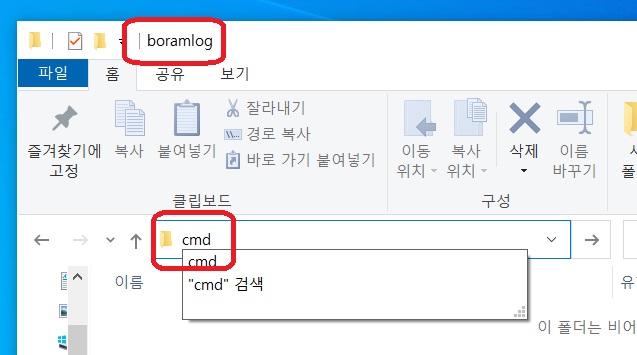 boramlog
파일 홈 공유 보기
즐겨찾기에
고정
복사
붙여넣기
잘라내기
경로 복사
바로 가기 붙여넣기
클립보드
이동
위치
복사
위치
삭제
이름
바꾸기
구성
cmd
cmd
"cmd" 검색
이름
이 폴더는 비어